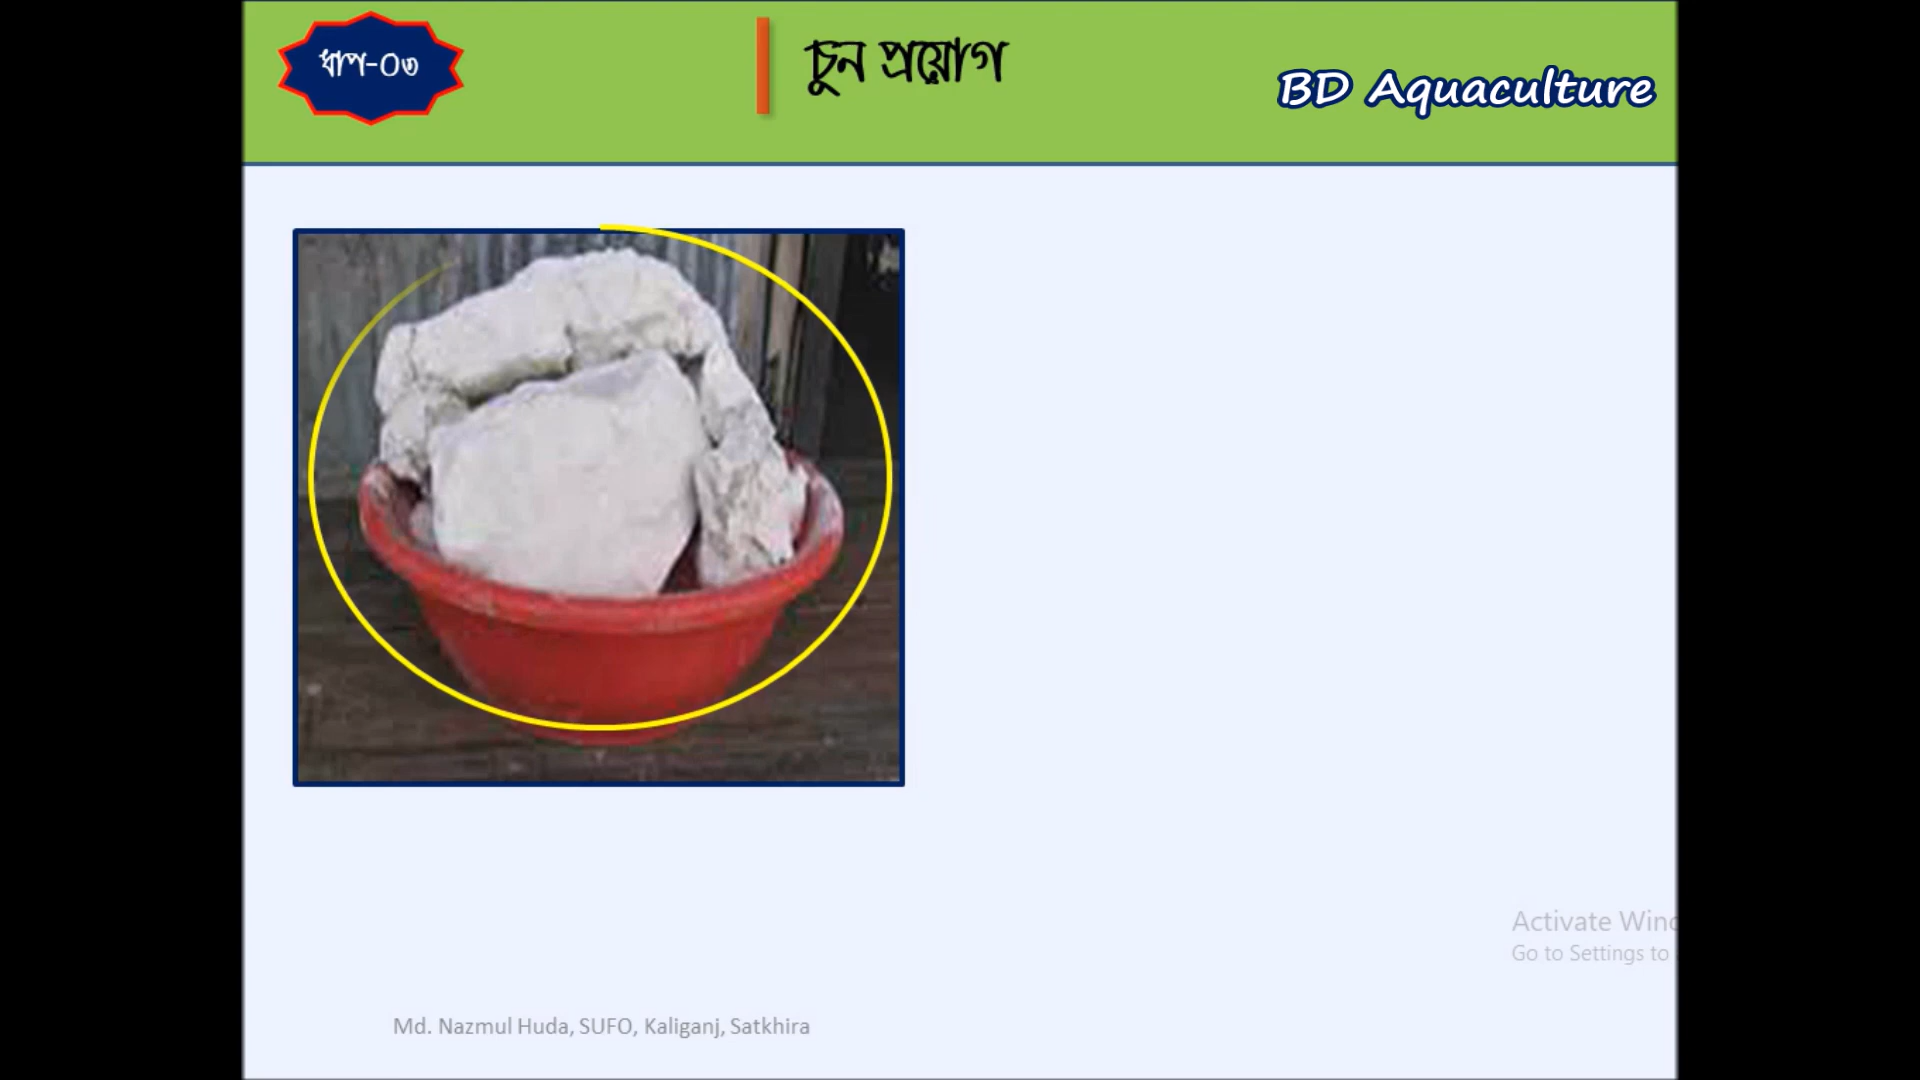 ধাপ-০৩
চুন প্রয়োগ
BD Aquaculture
Activate Wind
Go to Settings to
Md. Nazmul Huda, SUFO, Kaliganj, Satkhira